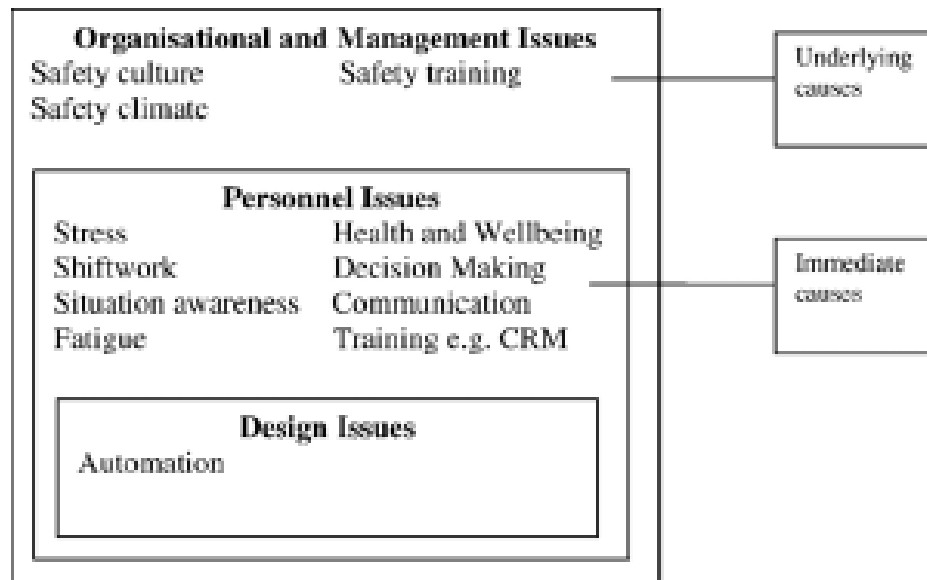 Organisational and Management Issues
Safety culture Safety training
Safety climate
Underlying
causes
Personnel Issues
Stress Health and Wellbeing
Shiftwork Decision Making
Situation awareness Communication
Fatigue Training e.g. CRM
Immediate
causes
Design Issues
Automation